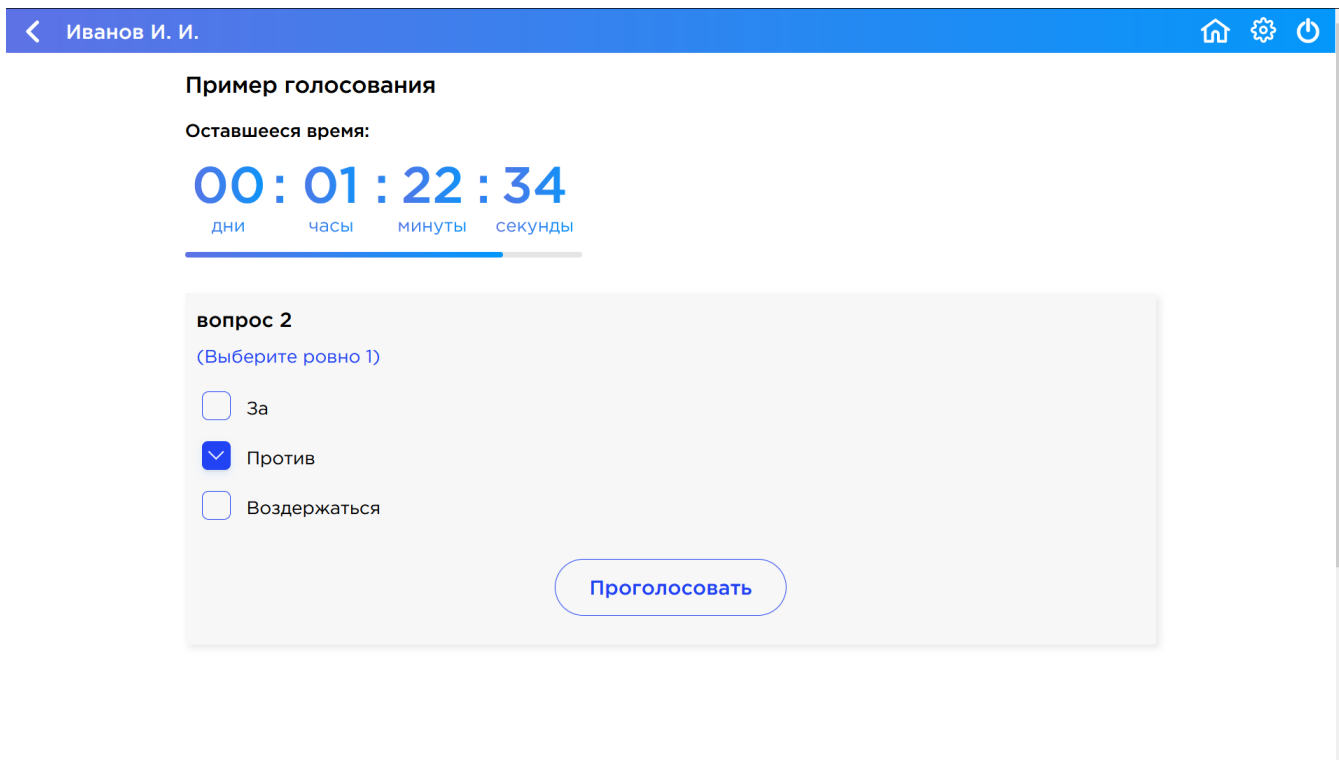 Иванов И. И.
Пример голосования
Оставшееся время:
00 : 01 : 22 : 34
дни часы минуты секунды
вопрос 2
(Выберите ровно 1)
За
Против
Воздержаться
Проголосовать